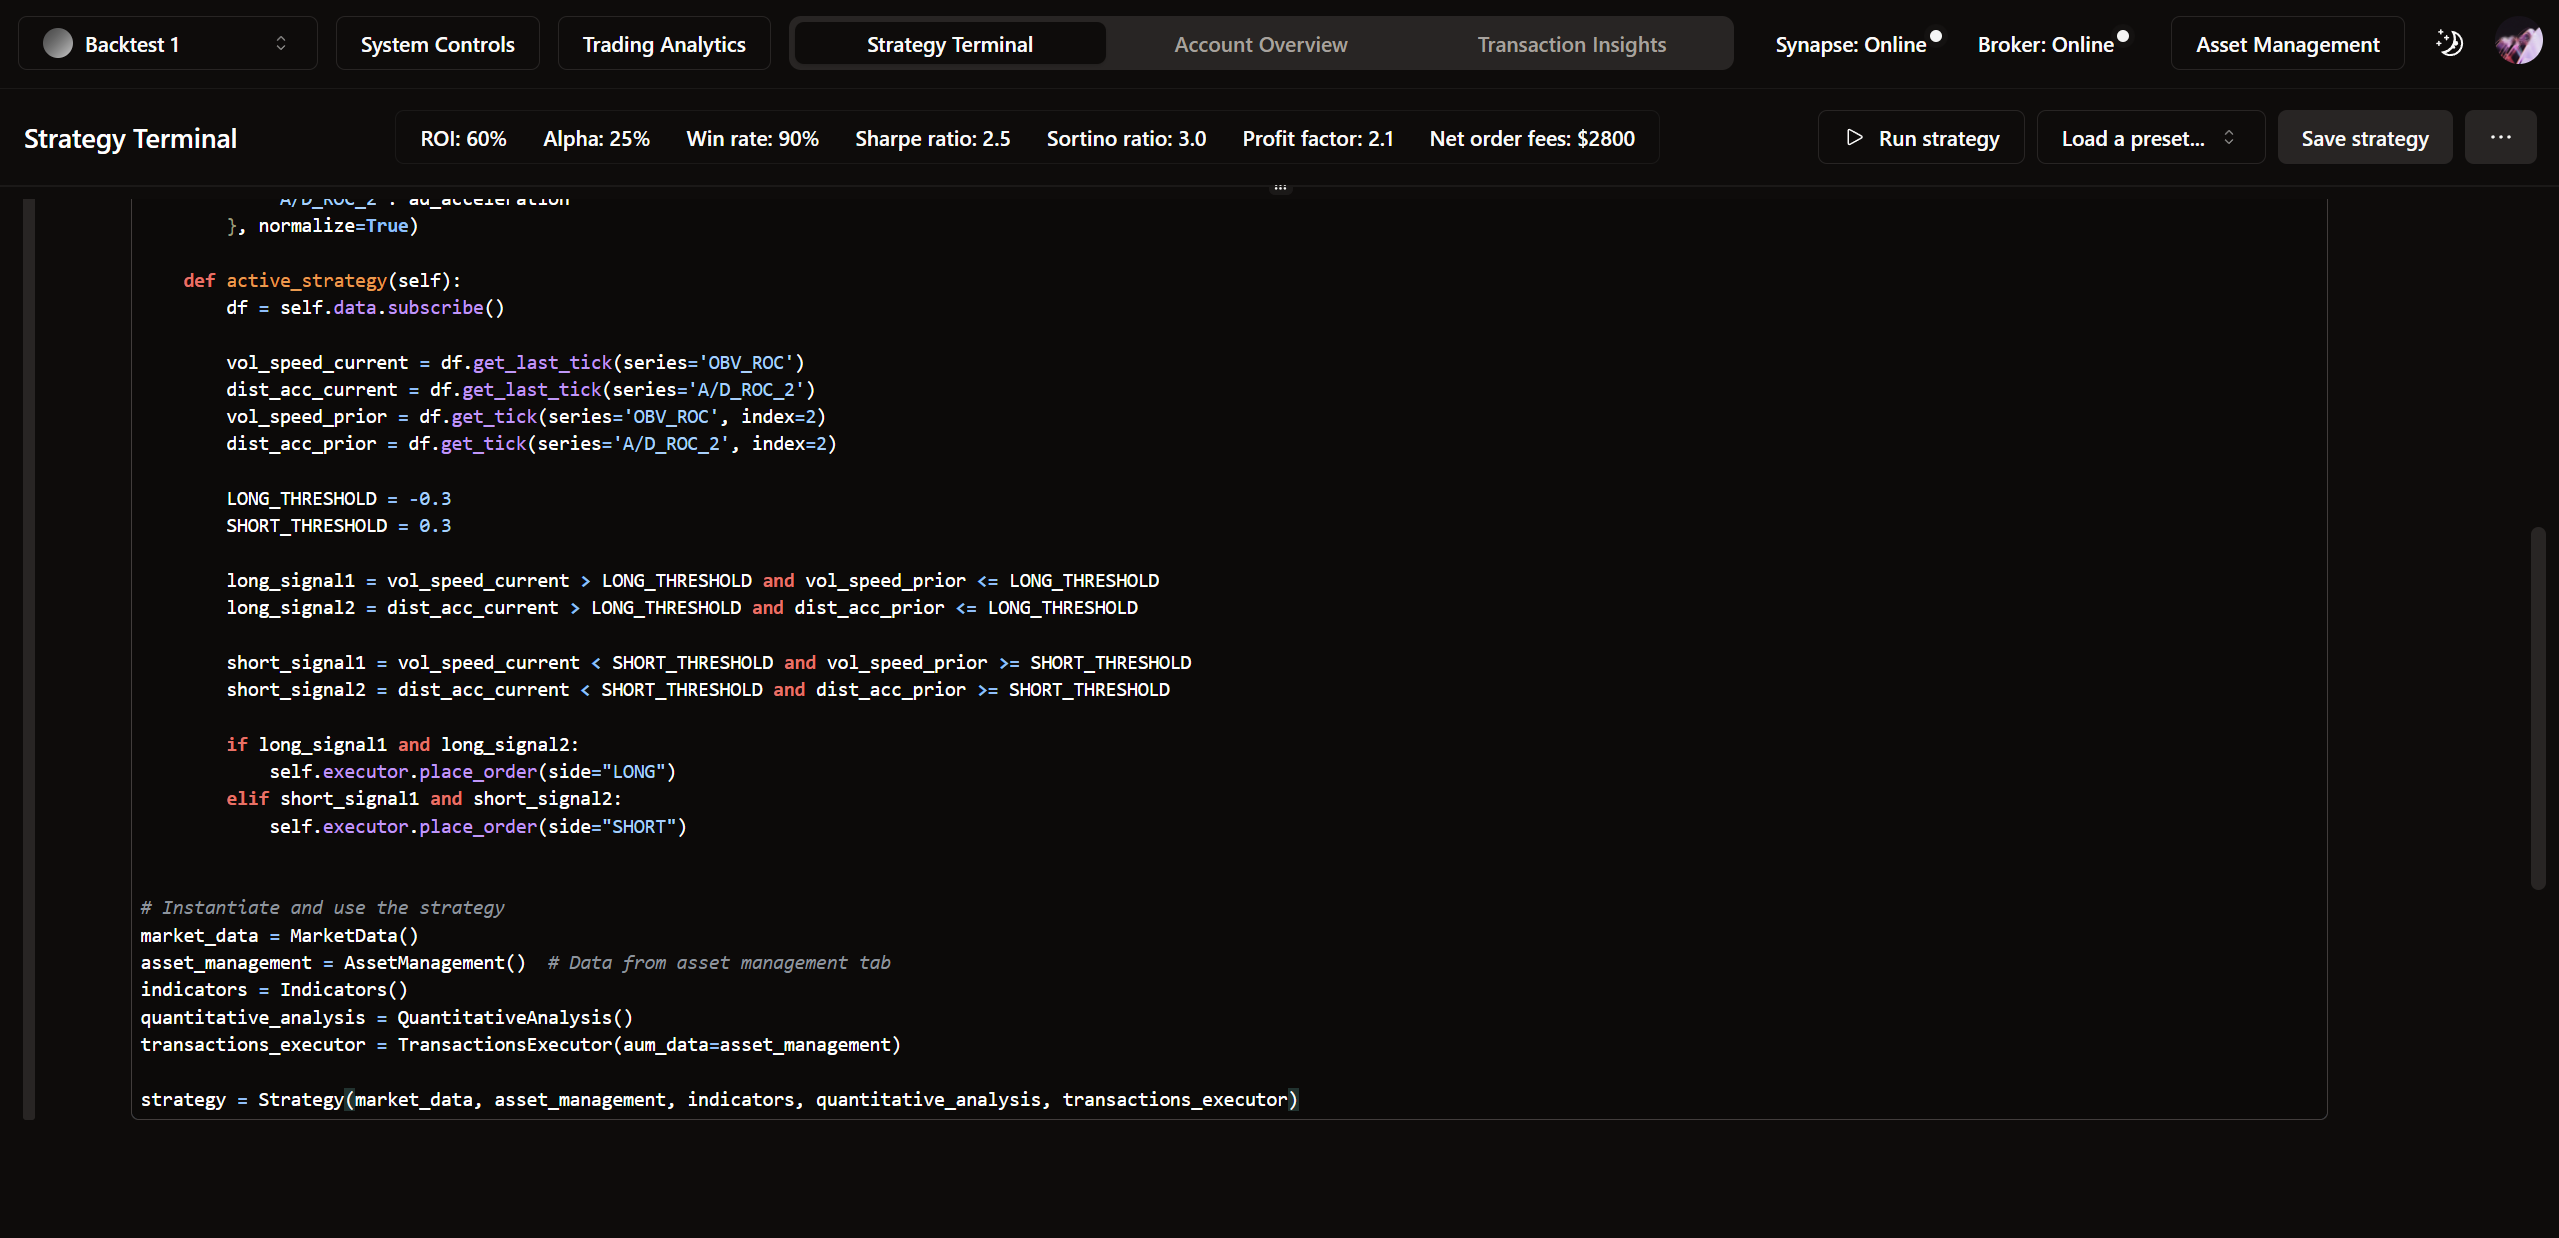 Backtest 1
System Controls
Trading Analytics
Strategy Terminal
Account Overview
Transaction Insights
Synapse: Online
Broker: Online
Asset Management
Strategy Terminal
ROI: 60% Alpha: 25% Win rate: 90% Sharpe ratio: 2.5 Sortino ratio: 3.0 Profit factor: 2.1 Net order fees: $2800
Run strategy
Load a preset...
Save strategy
...
'A/D_ROC_2': ad_acceleration
}, normalize=True)
def active_strategy(self):
df = self.data.subscribe()
vol_speed_current = df.get_last_tick(series='OBV_ROC')
dist_acc_current = df.get_last_tick(series='A/D_ROC_2')
vol_speed_prior = df.get_tick(series='OBV_ROC', index=2)
dist_acc_prior = df.get_tick(series='A/D_ROC_2', index=2)
LONG_THRESHOLD = -0.3
SHORT_THRESHOLD = 0.3
long_signal1 = vol_speed_current > LONG_THRESHOLD and vol_speed_prior <= LONG_THRESHOLD
long_signal2 = dist_acc_current > LONG_THRESHOLD and dist_acc_prior <= LONG_THRESHOLD
short_signal1 = vol_speed_current < SHORT_THRESHOLD and vol_speed_prior >= SHORT_THRESHOLD
short_signal2 = dist_acc_current < SHORT_THRESHOLD and dist_acc_prior >= SHORT_THRESHOLD
if long_signal1 and long_signal2:
self.executor.place_order(side="LONG")
elif short_signal1 and short_signal2:
self.executor.place_order(side="SHORT")
# Instantiate and use the strategy
market_data = MarketData()
asset_management = AssetManagement()  # Data from asset management tab
indicators = Indicators()
quantitative_analysis = QuantitativeAnalysis()
transactions_executor = TransactionsExecutor(aum_data=asset_management)
strategy = Strategy(market_data, asset_management, indicators, quantitative_analysis, transactions_executor)